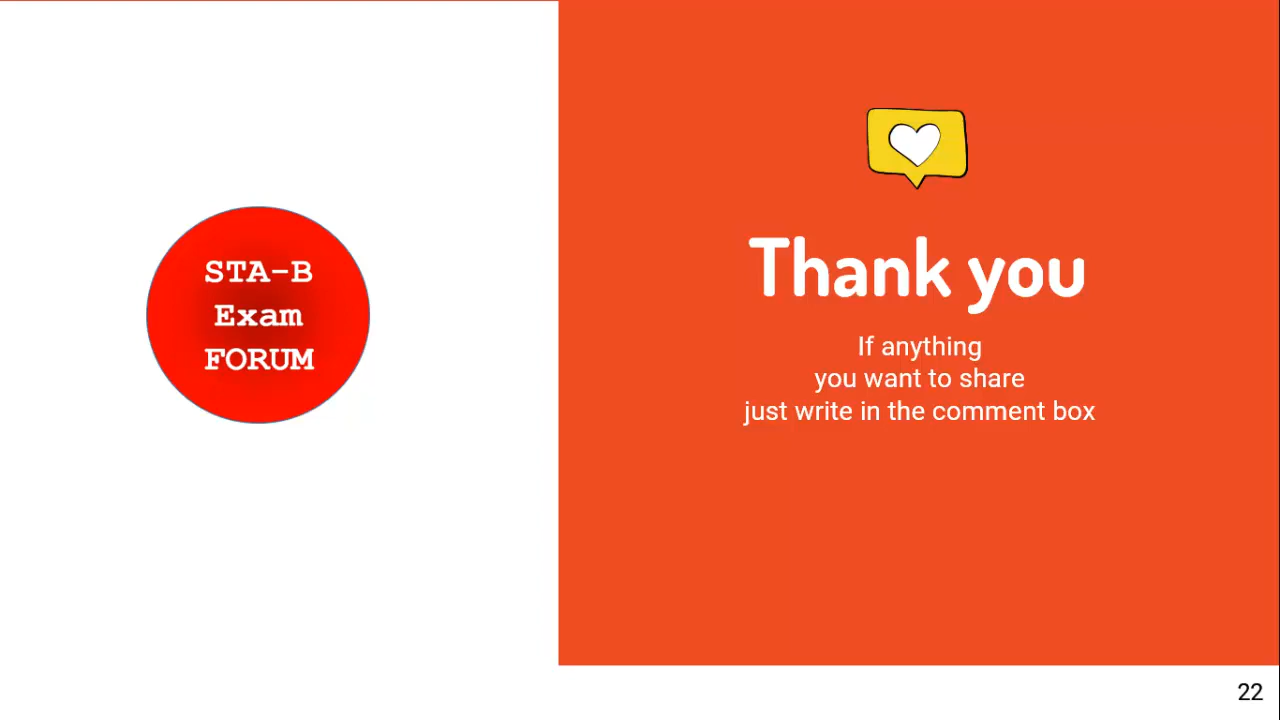 STA-B
Exam
FORUM
Thank you
If anything
you want to share
just write in the comment box
22